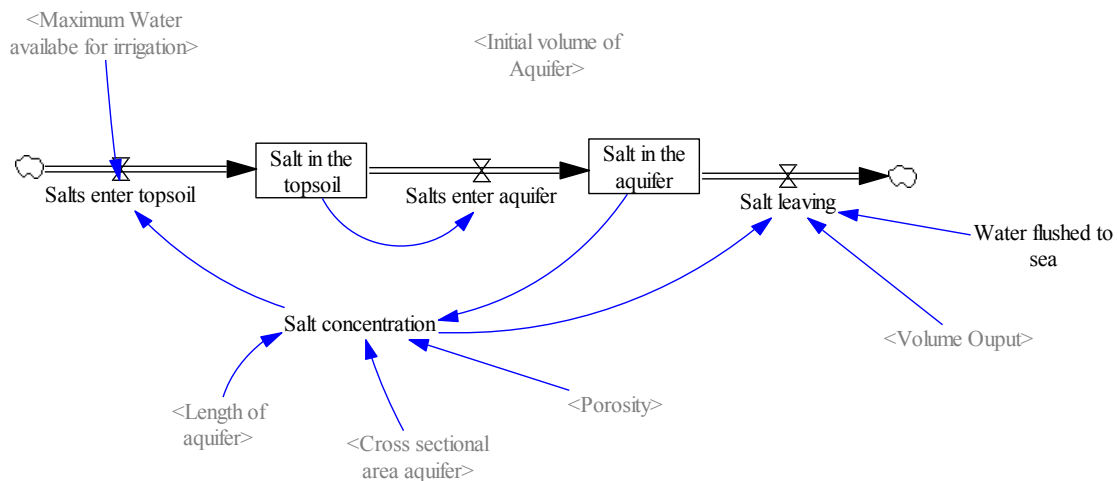 <Maximum Water
availabe for irrigation>
<Initial volume of
Aquifer>
Salt in the
topsoil
Salt in the
aquifer
Salts enter topsoil
Salts enter aquifer
Salt leaving
Water flushed to
sea
Salt concentration
<Volume Ouput>
<Length of
aquifer>
<Porosity>
<Cross sectional
area aquifer>